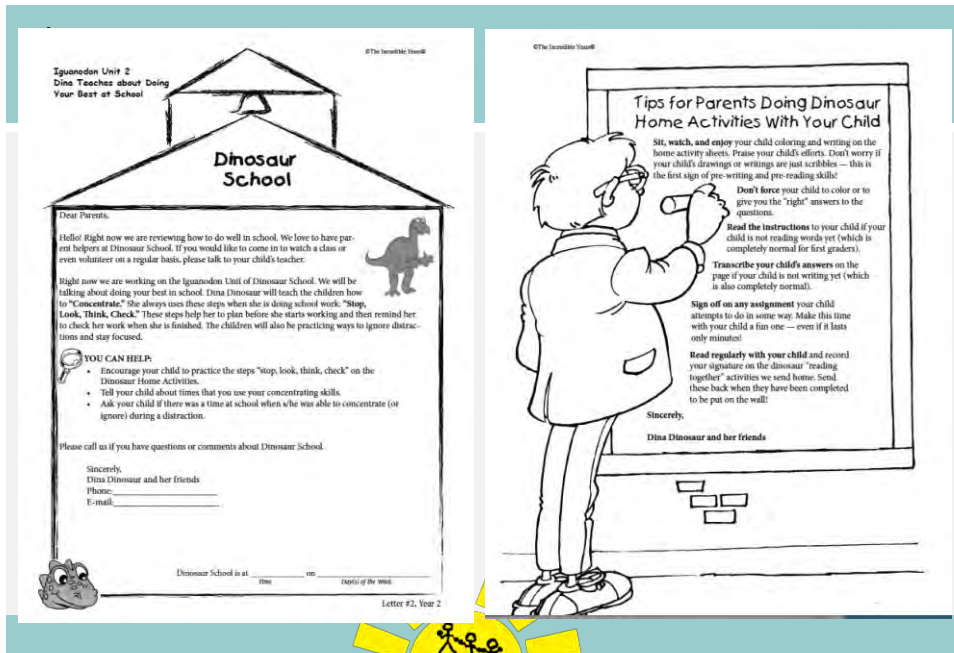 ©The Incredible Years®
Iguanodon Unit 2
Dina Teaches about Doing
Your Best at School
Dinosaur
School
Dear Parents,
Hello! Right now we are reviewing how to do well in school. We love to have par-
ent helpers at Dinosaur School. If you would like to come in to watch a class or
even volunteer on a regular basis, please talk to your child's teacher.
Right now we are working on the Iguanodon Unit of Dinosaur School. We will be
talking about doing your best in school. Dina Dinosaur will teach the children how
to "Concentrate." She always uses these steps when she is doing school work: "Stop,
Look, Think, Check." These steps help her to plan before she starts working and then remind her
to check her work when she is finished. The children will also be practicing ways to ignore distrac-
tions and stay focused.
YOU CAN HELP:
• Encourage your child to practice the steps "stop, look, think, check" on the
Dinosaur Home Activities.
• Tell your child about times that you use your concentrating skills.
• Ask your child if there was a time at school when s/he was able to concentrate (or
ignore) during a distraction.
Please call us if you have questions or comments about Dinosaur School.
Sincerely,
Dina Dinosaur and her friends
Phone:____________________
E-mail:____________________
Dinosaur School is at __________ on ____________________
Time Day(s) of the Week
Letter #2, Year 2
©The Incredible Years®
Tips for Parents Doing Dinosaur
Home Activities With Your Child
Sit, watch, and enjoy your child coloring and writing on the
home activity sheets. Praise your child's efforts. Don't worry if
your child's drawings or writings are just scribbles — this is
the first sign of pre-writing and pre-reading skills!
Don't force your child to color or to
give you the "right" answers to the
questions.
Read the instructions to your child if your
child is not reading words yet (which is
completely normal for first graders).
Transcribe your child's answers on the
page if your child is not writing yet (which
is also completely normal).
Sign off on any assignment your child
attempts to do in some way. Make this time
with your child a fun one — even if it lasts
only minutes!
Read regularly with your child and record
your signature on the dinosaur "reading
together" activities we send home. Send
these back when they have been completed
to be put on the wall!
Sincerely,
Dina Dinosaur and her friends